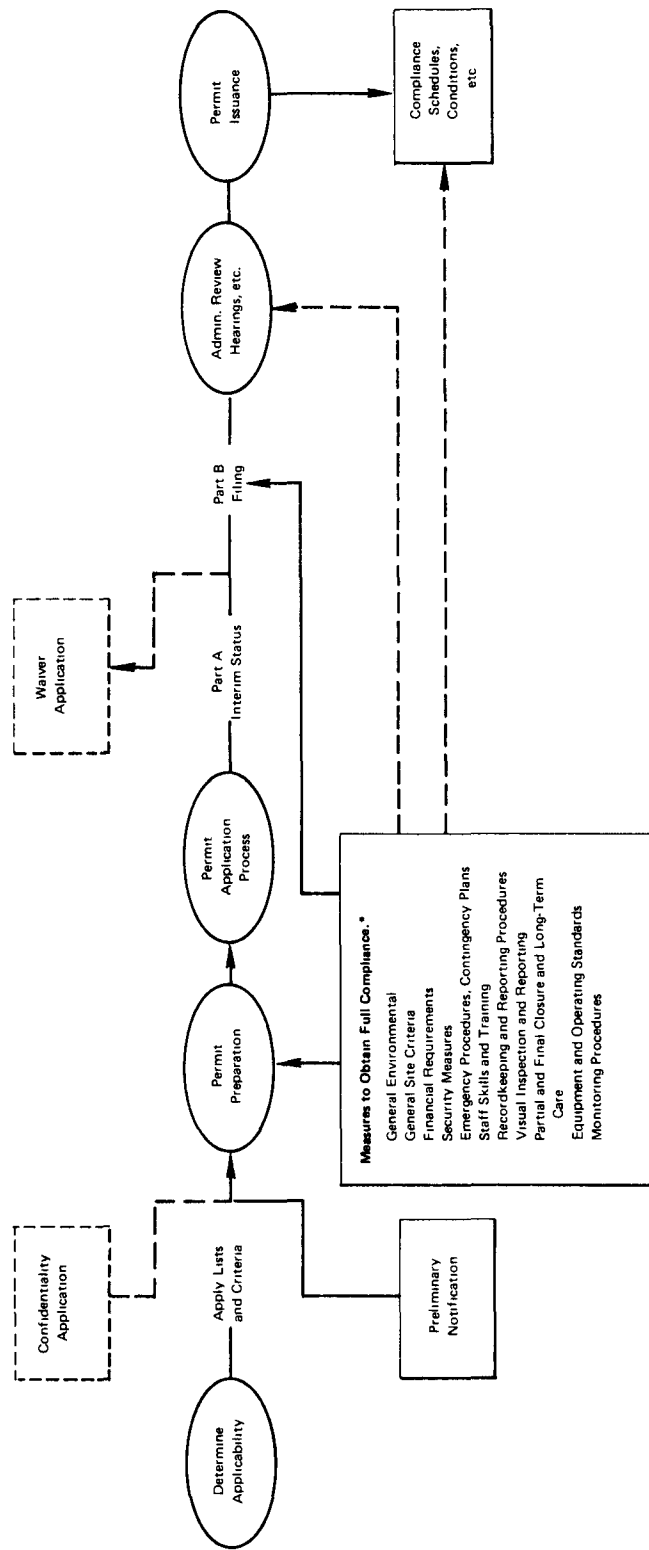 Confidentiality
Application
Waiver
Application
Determine
Applicability
Apply Lists
and Criteria
Permit
Preparation
Permit
Application
Process
Part A
Interim Status
Part B
Filing
Admin. Review
Hearings, etc.
Permit
Issuance
Preliminary
Notification
Measures to Obtain Full Compliance.*
General Environmental
General Site Criteria
Financial Requirements
Security Measures
Emergency Procedures, Contingency Plans
Staff Skills and Training
Recordkeeping and Reporting Procedures
Visual Inspection and Reporting
Partial and Final Closure and Long-Term
Care
Equipment and Operating Standards
Monitoring Procedures
Compliance
Schedules,
Conditions,
etc